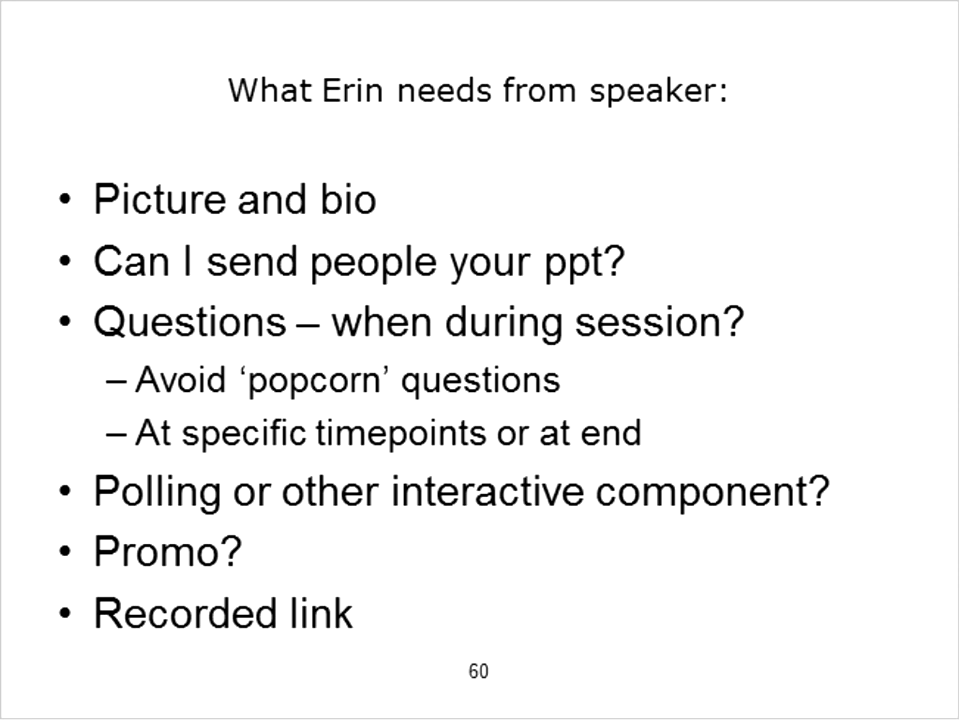 What Erin needs from speaker:
• Picture and bio
• Can I send people your ppt?
• Questions – when during session?
– Avoid ‘popcorn’ questions
– At specific timepoints or at end
• Polling or other interactive component?
• Promo?
• Recorded link
60